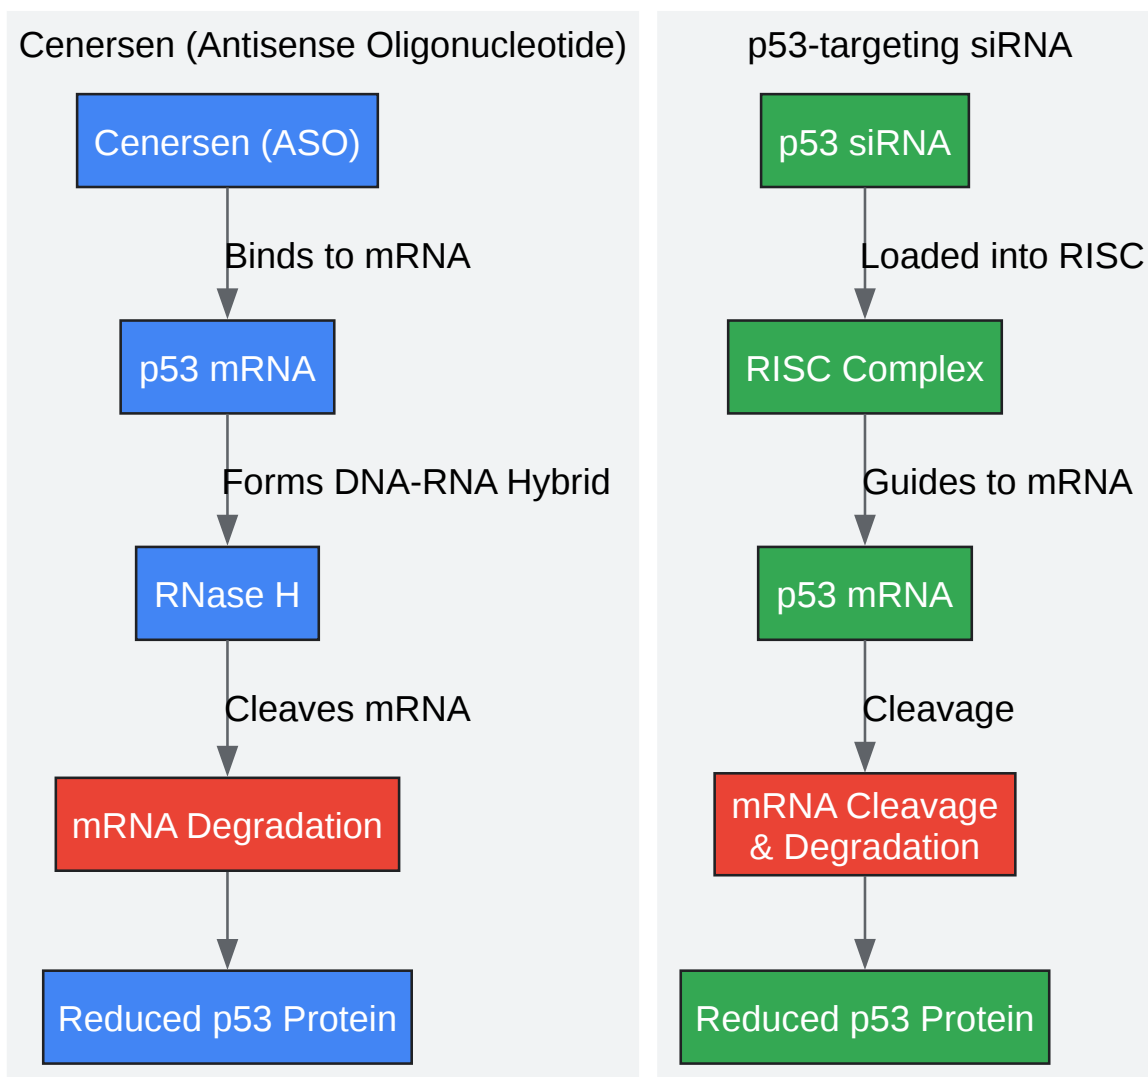 Cenersen (Antisense Oligonucleotide)
Cenersen (ASO)
Binds to mRNA
p53 mRNA
Forms DNA-RNA Hybrid
RNase H
Cleaves mRNA
mRNA Degradation
Reduced p53 Protein
p53-targeting siRNA
p53 siRNA
Loaded into RISC
RISC Complex
Guides to mRNA
p53 mRNA
Cleavage
mRNA Cleavage
& Degradation
Reduced p53 Protein